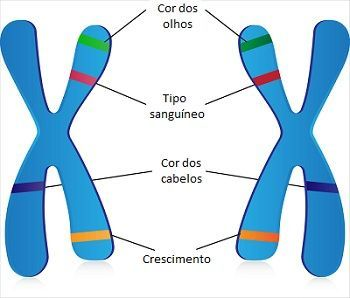 Cor dos
olhos
Tipo
sanguíneo
Cor dos
cabelos
Crescimento